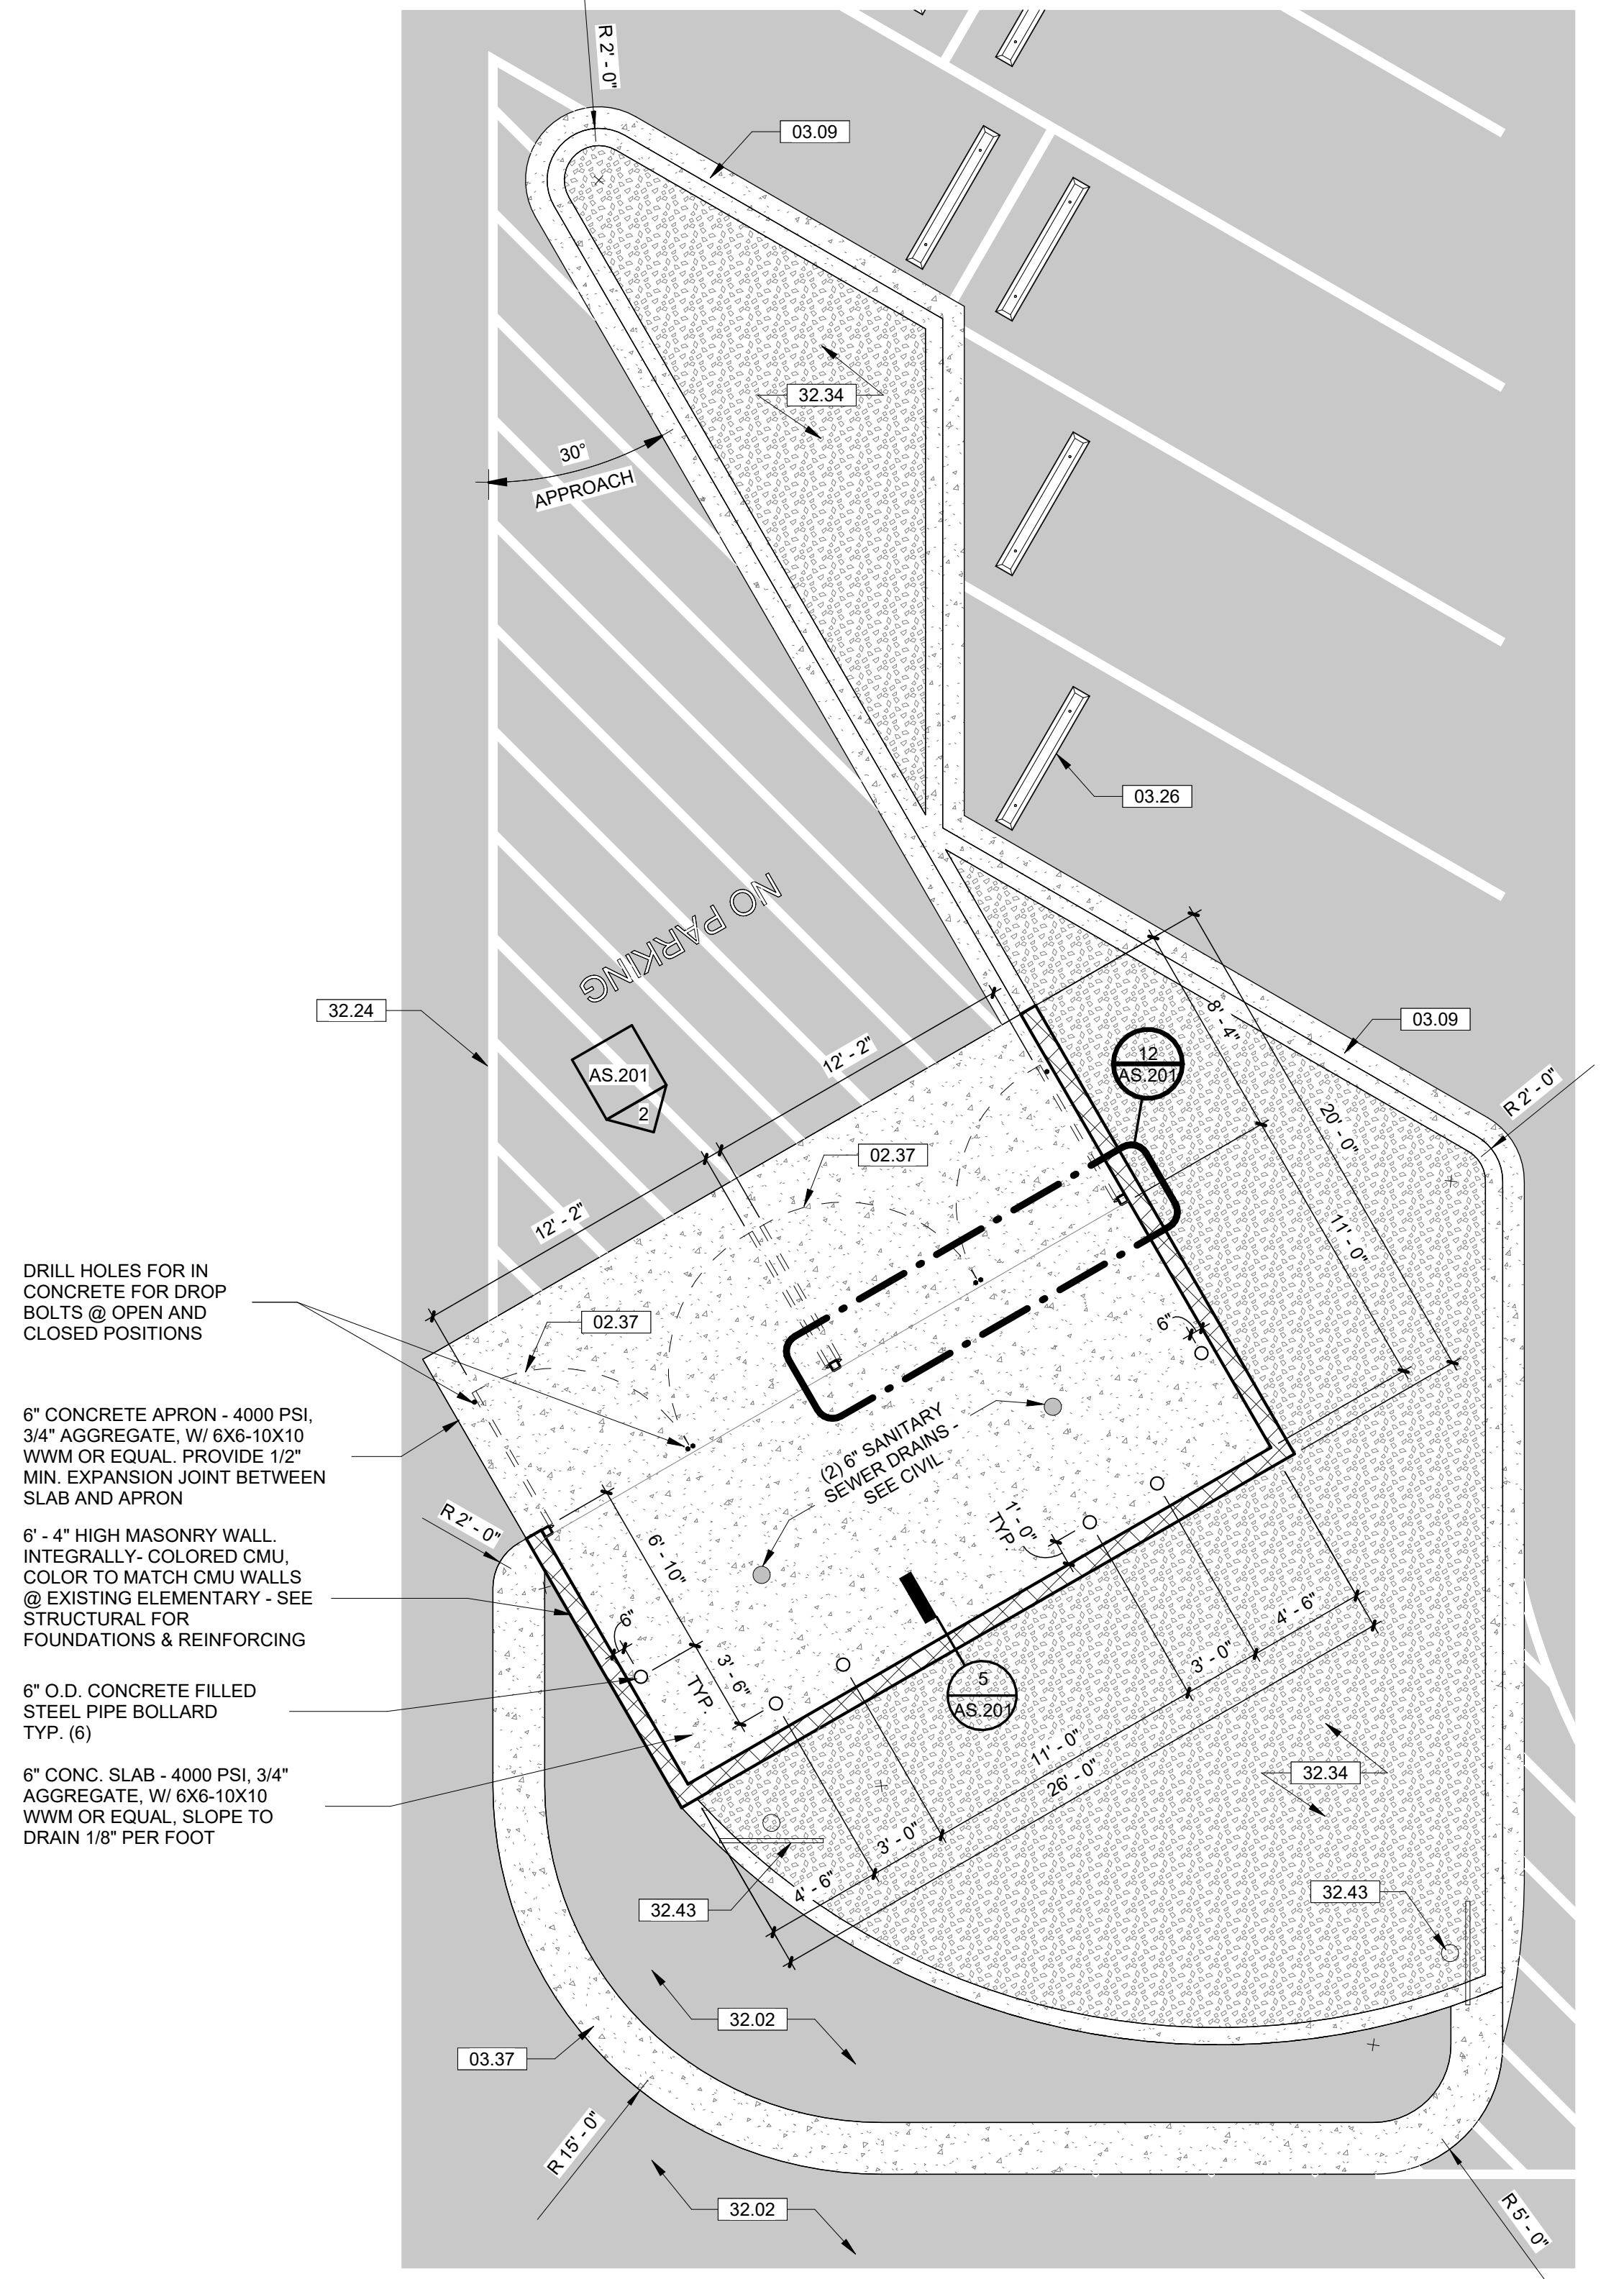 R 2' - 0"
03.09
32.34
30°
APPROACH
03.26
NO PARKING
32.24
03.09
8' - 4"
12
AS.201
12' - 2"
AS.201
2
R 2' - 0"
20' - 0"
02.37
12' - 2"
11' - 0"
DRILL HOLES FOR IN
CONCRETE FOR DROP
BOLTS @ OPEN AND
CLOSED POSITIONS
02.37
6"
6" CONCRETE APRON - 4000 PSI,
3/4" AGGREGATE, W/ 6X6-10X10
WWM OR EQUAL. PROVIDE 1/2"
MIN. EXPANSION JOINT BETWEEN
SLAB AND APRON
(2) 6" SANITARY
SEWER DRAINS -
SEE CIVIL
R 2' - 0"
1' - 0"
TYP.
6' - 10"
6' - 4" HIGH MASONRY WALL.
INTEGRALLY- COLORED CMU,
COLOR TO MATCH CMU WALLS
@ EXISTING ELEMENTARY - SEE
STRUCTURAL FOR
FOUNDATIONS & REINFORCING
6"
4' - 6"
3' - 0"
3' - 6"
TYP.
5
AS.201
6" O.D. CONCRETE FILLED
STEEL PIPE BOLLARD
TYP. (6)
11' - 0"
26' - 0"
32.34
6" CONC. SLAB - 4000 PSI, 3/4"
AGGREGATE, W/ 6X6-10X10
WWM OR EQUAL, SLOPE TO
DRAIN 1/8" PER FOOT
3' - 0"
4' - 6"
32.43
32.43
32.02
03.37
R 15' - 0"
32.02
R 5' - 0"